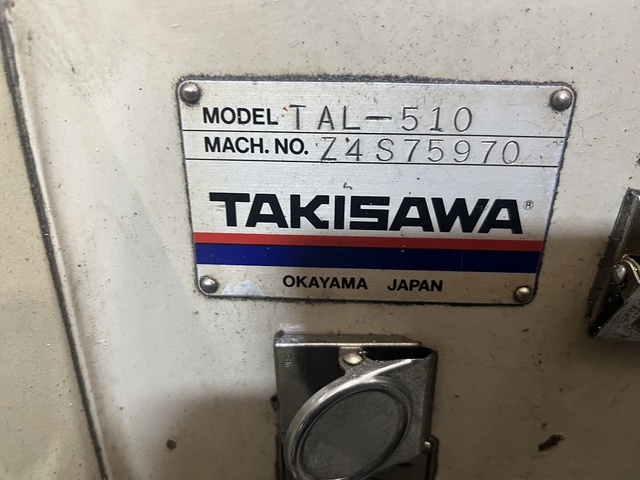 MODEL TAL-510
MACH. NO. Z4S75970
TAKISAWA®
OKAYAMA JAPAN